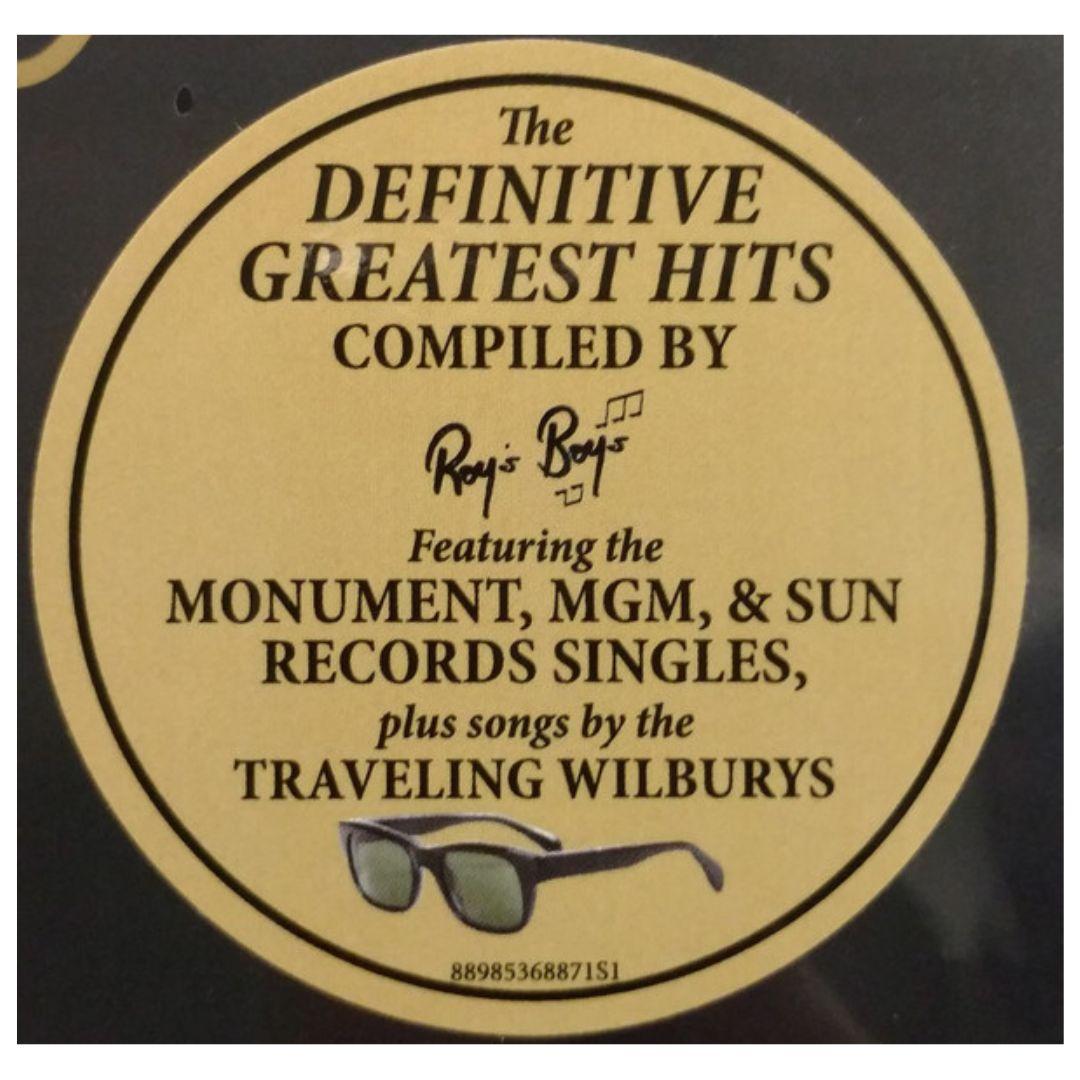 The
DEFINITIVE
GREATEST HITS
COMPILED BY
Roy's Boys
Featuring the
MONUMENT, MGM, & SUN
RECORDS SINGLES,
plus songs by the
TRAVELING WILBURYS
88985368871S1